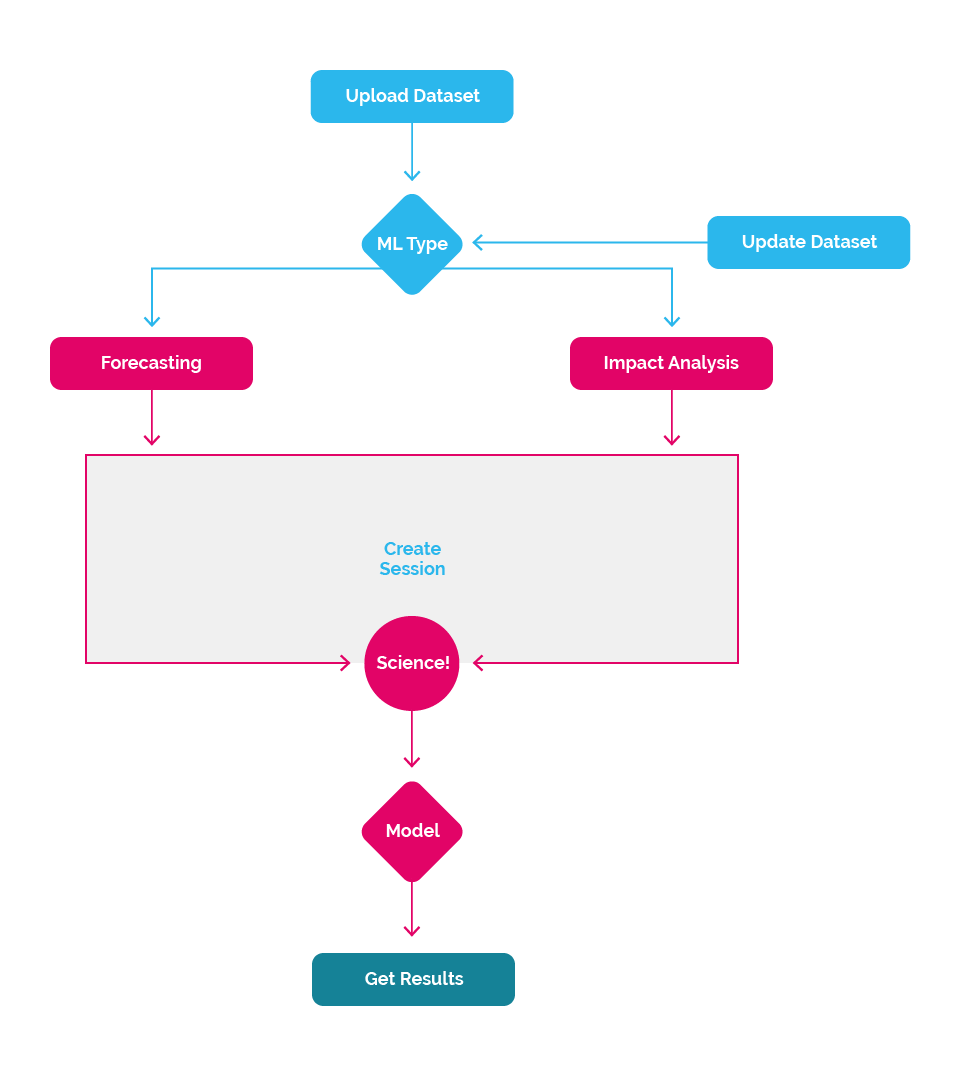 Upload Dataset
ML Type
Update Dataset
Forecasting
Impact Analysis
Create
Session
Science!
Model
Get Results